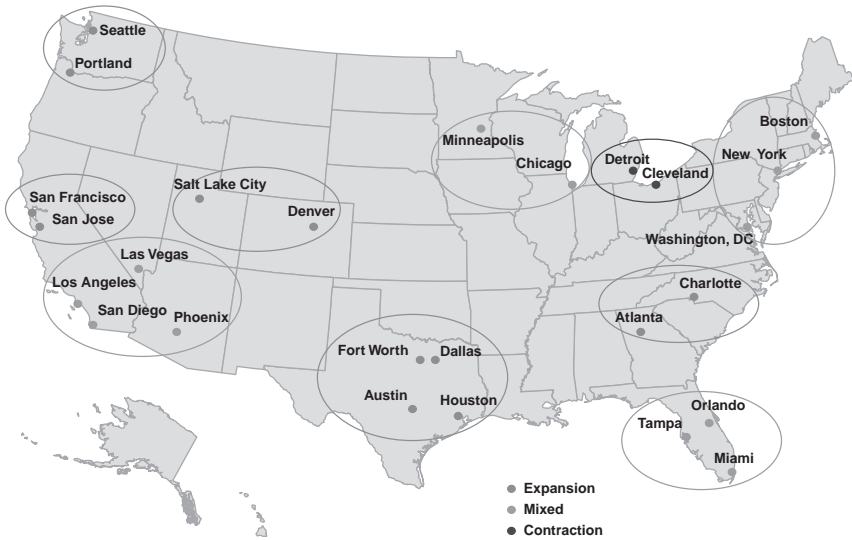 Seattle
Portland
Minneapolis
Boston
New York
Chicago
Detroit
Cleveland
Salt Lake City
San Francisco
San Jose
Denver
Washington, DC
Las Vegas
Los Angeles
San Diego
Phoenix
Charlotte
Atlanta
Fort Worth
Dallas
Austin
Houston
Orlando
Tampa
Miami
Expansion
Mixed
Contraction